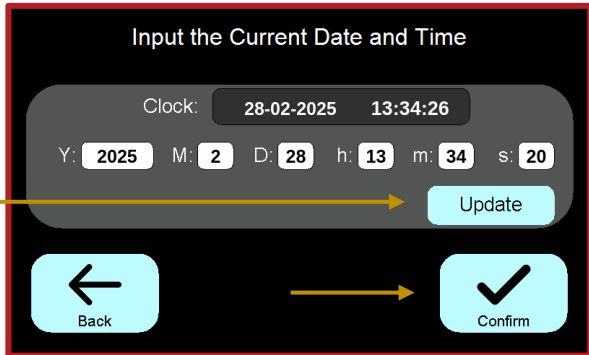 Input the Current Date and Time
Clock: 28-02-2025 13:34:26
Y: 2025 M: 2 D: 28 h: 13 m: 34 s: 20
Update
Back Confirm